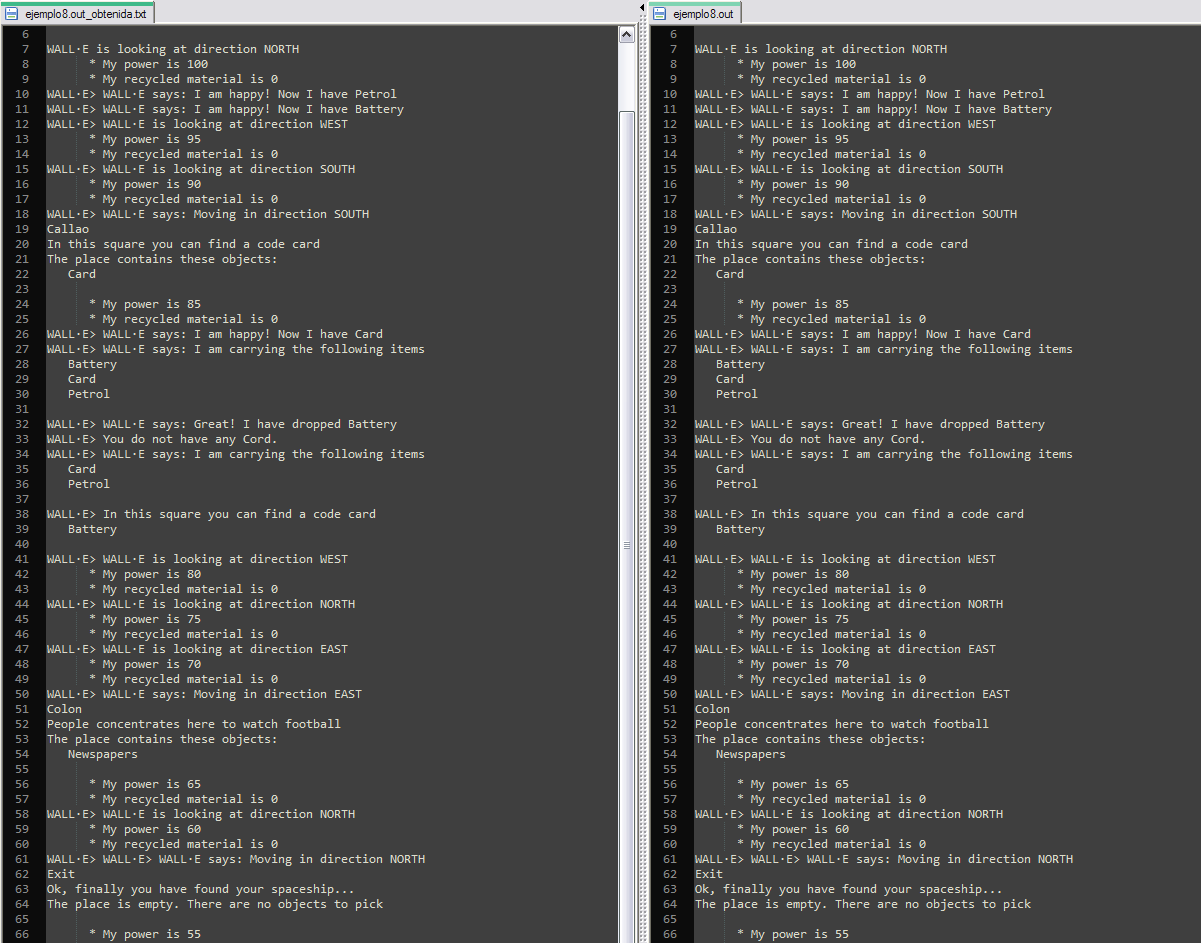 ejemplo8.out_obtenida.txt
6
7 WALL·E is looking at direction NORTH
8 * My power is 100
9 * My recycled material is 0
10 WALL·E> WALL·E says: I am happy! Now I have Petrol
11 WALL·E> WALL·E says: I am happy! Now I have Battery
12 WALL·E> WALL·E is looking at direction WEST
13 * My power is 95
14 * My recycled material is 0
15 WALL·E> WALL·E is looking at direction SOUTH
16 * My power is 90
17 * My recycled material is 0
18 WALL·E> WALL·E says: Moving in direction SOUTH
19 Callao
20 In this square you can find a code card
21 The place contains these objects:
22 Card
23
24 * My power is 85
25 * My recycled material is 0
26 WALL·E> WALL·E says: I am happy! Now I have Card
27 WALL·E> WALL·E says: I am carrying the following items
28 Battery
29 Card
30 Petrol
31
32 WALL·E> WALL·E says: Great! I have dropped Battery
33 WALL·E> You do not have any Cord.
34 WALL·E> WALL·E says: I am carrying the following items
35 Card
36 Petrol
37
38 WALL·E> In this square you can find a code card
39 Battery
40
41 WALL·E> WALL·E is looking at direction WEST
42 * My power is 80
43 * My recycled material is 0
44 WALL·E> WALL·E is looking at direction NORTH
45 * My power is 75
46 * My recycled material is 0
47 WALL·E> WALL·E is looking at direction EAST
48 * My power is 70
49 * My recycled material is 0
50 WALL·E> WALL·E says: Moving in direction EAST
51 Colon
52 People concentrates here to watch football
53 The place contains these objects:
54 Newspapers
55
56 * My power is 65
57 * My recycled material is 0
58 WALL·E> WALL·E is looking at direction NORTH
59 * My power is 60
60 * My recycled material is 0
61 WALL·E> WALL·E> WALL·E says: Moving in direction NORTH
62 Exit
63 Ok, finally you have found your spaceship...
64 The place is empty. There are no objects to pick
65
66 * My power is 55
ejemplo8.out
6
7 WALL·E is looking at direction NORTH
8 * My power is 100
9 * My recycled material is 0
10 WALL·E> WALL·E says: I am happy! Now I have Petrol
11 WALL·E> WALL·E says: I am happy! Now I have Battery
12 WALL·E> WALL·E is looking at direction WEST
13 * My power is 95
14 * My recycled material is 0
15 WALL·E> WALL·E is looking at direction SOUTH
16 * My power is 90
17 * My recycled material is 0
18 WALL·E> WALL·E says: Moving in direction SOUTH
19 Callao
20 In this square you can find a code card
21 The place contains these objects:
22 Card
23
24 * My power is 85
25 * My recycled material is 0
26 WALL·E> WALL·E says: I am happy! Now I have Card
27 WALL·E> WALL·E says: I am carrying the following items
28 Battery
29 Card
30 Petrol
31
32 WALL·E> WALL·E says: Great! I have dropped Battery
33 WALL·E> You do not have any Cord.
34 WALL·E> WALL·E says: I am carrying the following items
35 Card
36 Petrol
37
38 WALL·E> In this square you can find a code card
39 Battery
40
41 WALL·E> WALL·E is looking at direction WEST
42 * My power is 80
43 * My recycled material is 0
44 WALL·E> WALL·E is looking at direction NORTH
45 * My power is 75
46 * My recycled material is 0
47 WALL·E> WALL·E is looking at direction EAST
48 * My power is 70
49 * My recycled material is 0
50 WALL·E> WALL·E says: Moving in direction EAST
51 Colon
52 People concentrates here to watch football
53 The place contains these objects:
54 Newspapers
55
56 * My power is 65
57 * My recycled material is 0
58 WALL·E> WALL·E is looking at direction NORTH
59 * My power is 60
60 * My recycled material is 0
61 WALL·E> WALL·E> WALL·E says: Moving in direction NORTH
62 Exit
63 Ok, finally you have found your spaceship...
64 The place is empty. There are no objects to pick
65
66 * My power is 55